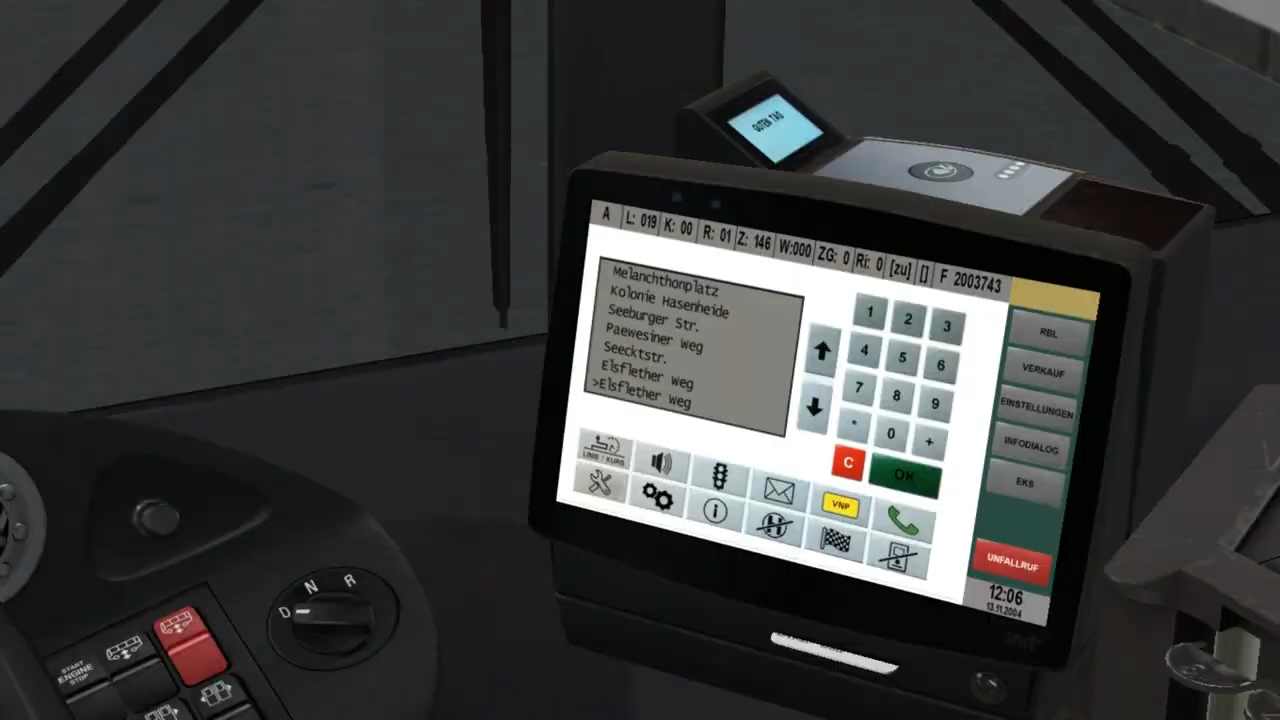 GUTEN TAG
A L: 019 K: 00 R: 01 Z: 146 W:000 ZG: 0 Ri: 0 [zu] [] F 2003743
Melanchthonplatz
Kolonie Hasenheide
Seeburger Str.
Paewesiner Weg
Seecktstr.
Elsflether Weg
>Elsflether Weg
1 2 3
4 5 6
7 8 9
* 0 +
C OK
RBL
VERKAUF
EINSTELLUNGEN
INFODIALOG
EKS
UNFALLRUF
12:06
13.11.2004
LINIE / KURS
VNP
D N R
START
ENGINE
STOP